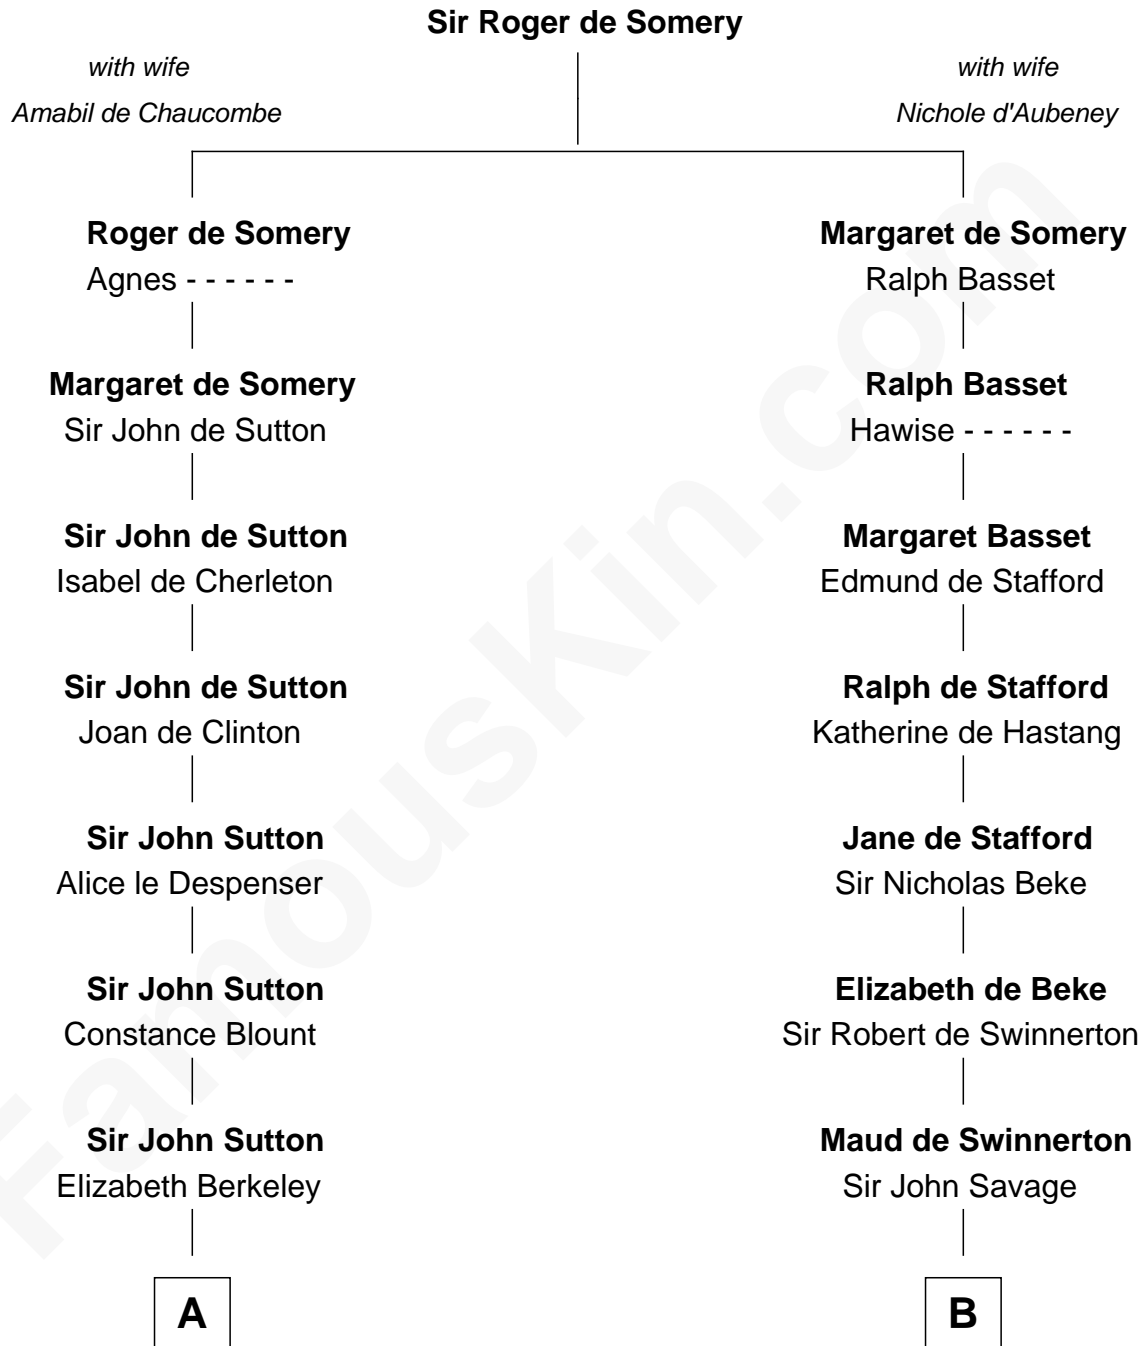 Sir Roger de Somery
with wife
Amabil de Chaucombe
with wife
Nichole d'Aubeney
Roger de Somery
Agnes - - - - - -
Margaret de Somery
Ralph Basset
Margaret de Somery
Sir John de Sutton
Ralph Basset
Hawise - - - - - -
Sir John de Sutton
Isabel de Cherleton
Margaret Basset
Edmund de Stafford
Sir John de Sutton
Joan de Clinton
Ralph de Stafford
Katherine de Hastang
Sir John Sutton
Alice le Despenser
Jane de Stafford
Sir Nicholas Beke
Sir John Sutton
Constance Blount
Elizabeth de Beke
Sir Robert de Swinnerton
Sir John Sutton
Elizabeth Berkeley
Maud de Swinnerton
Sir John Savage
A
B
FamousKin.com